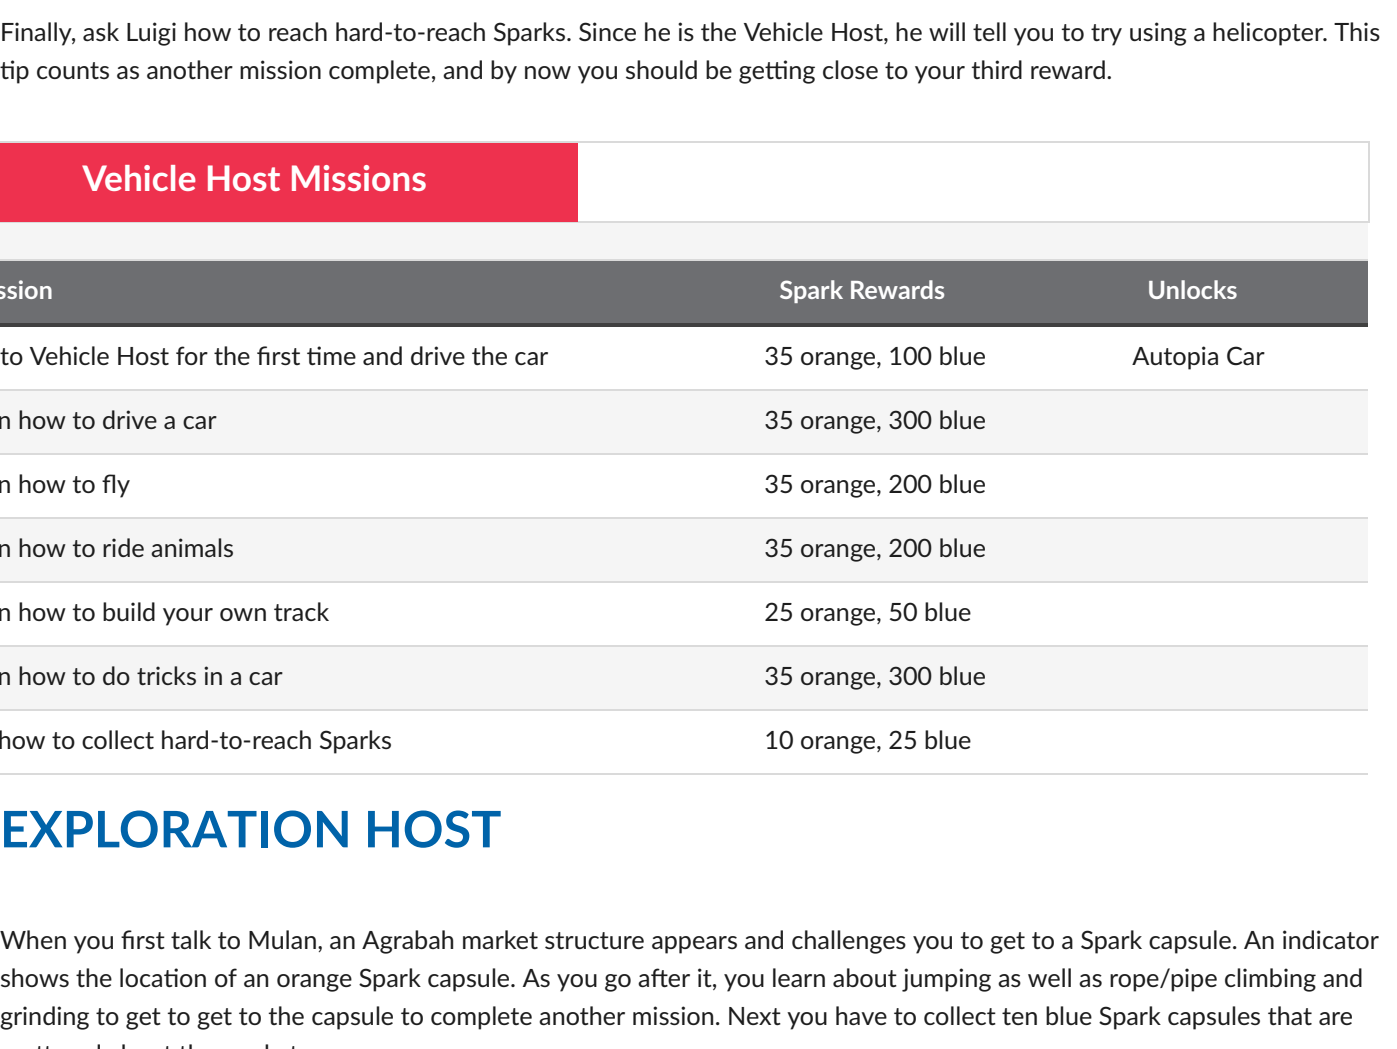 Finally, ask Luigi how to reach hard-to-reach Sparks. Since he is the Vehicle Host, he will tell you to try using a helicopter. This
tip counts as another mission complete, and by now you should be getting close to your third reward.
Vehicle Host Missions
ssion Spark Rewards Unlocks
to Vehicle Host for the first time and drive the car 35 orange, 100 blue Autopia Car
n how to drive a car 35 orange, 300 blue
n how to fly 35 orange, 200 blue
n how to ride animals 35 orange, 200 blue
n how to build your own track 25 orange, 50 blue
n how to do tricks in a car 35 orange, 300 blue
how to collect hard-to-reach Sparks 10 orange, 25 blue
EXPLORATION HOST
When you first talk to Mulan, an Agrabah market structure appears and challenges you to get to a Spark capsule. An indicator
shows the location of an orange Spark capsule. As you go after it, you learn about jumping as well as rope/pipe climbing and
grinding to get to get to the capsule to complete another mission. Next you have to collect ten blue Spark capsules that are